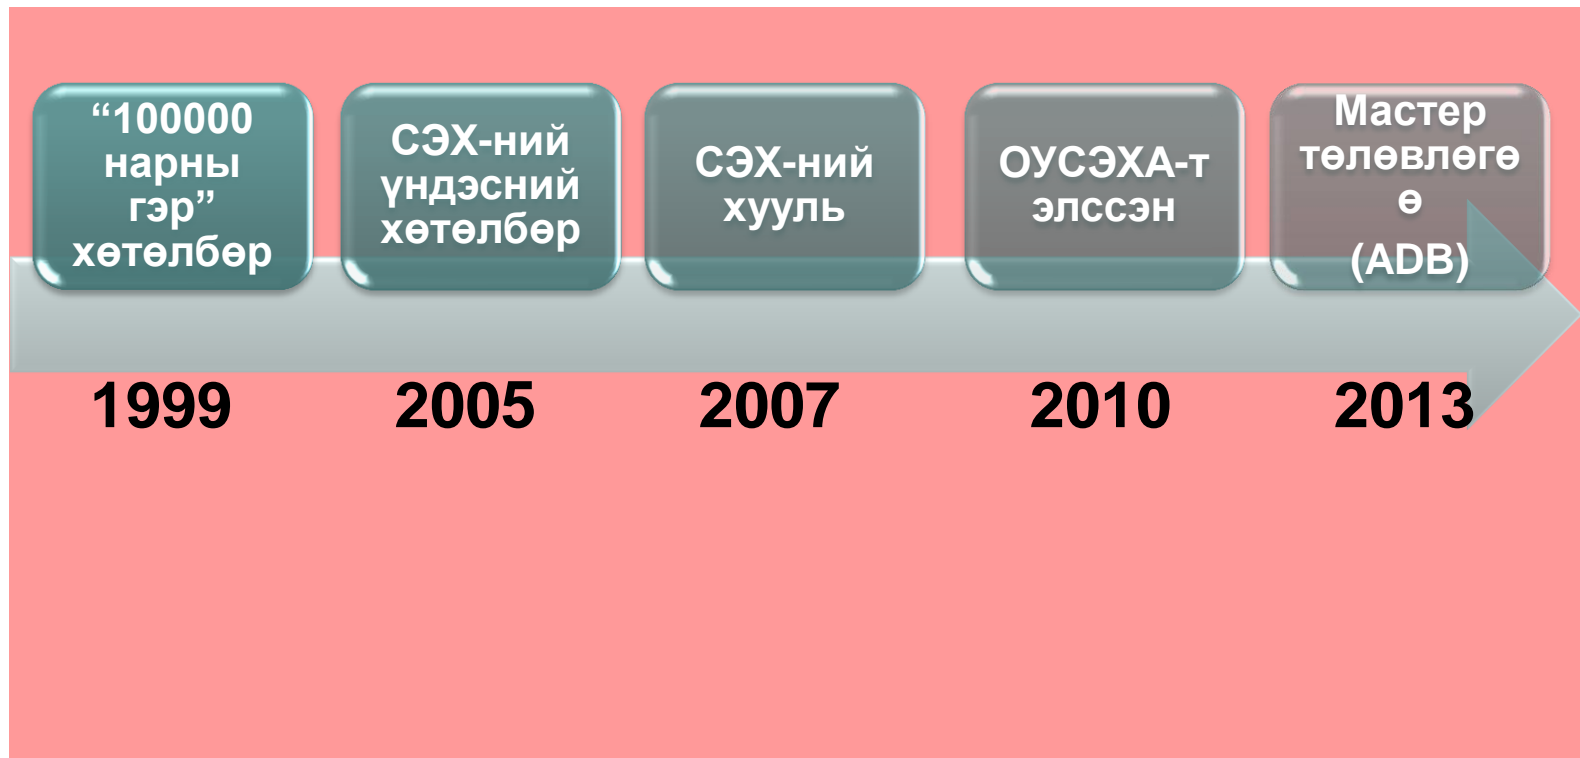 “100000
нарны
гэр”
хөтөлбөр
СЭХ-ний
үндэсний
хөтөлбөр
СЭХ-ний
хууль
ОУСЭХА-т
элссэн
Мастер
төлөвлөгө
ө
(ADB)
1999
2005
2007
2010
2013